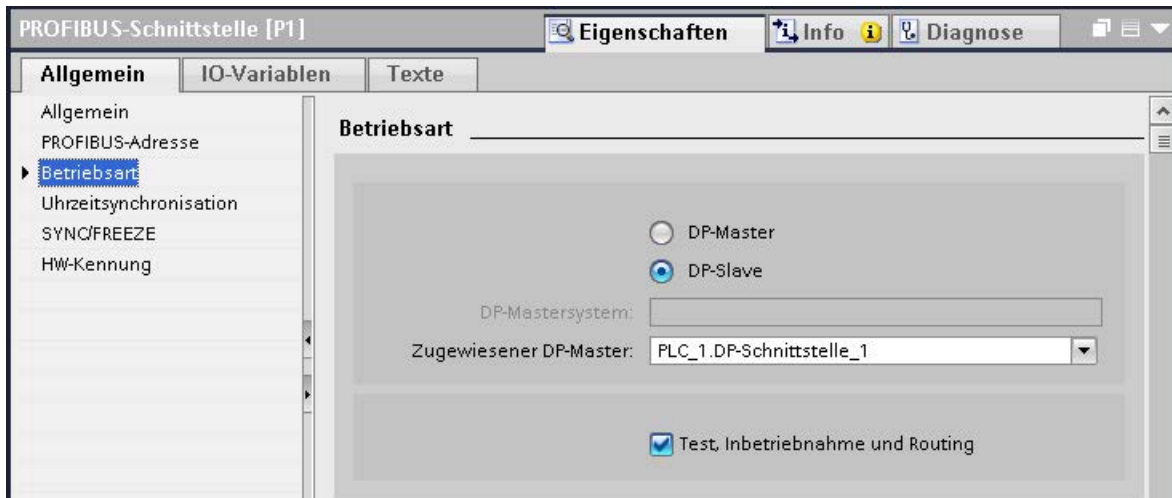 PROFIBUS-Schnittstelle [P1]
Eigenschaften
Info
Diagnose
Allgemein
IO-Variablen
Texte
Allgemein
PROFIBUS-Adresse
Betriebsart
Uhrzeitsynchronisation
SYNC/FREEZE
HW-Kennung
Betriebsart
DP-Master
DP-Slave
DP-Mastersystem:
Zugewiesener DP-Master: PLC_1.DP-Schnittstelle_1
Test, Inbetriebnahme und Routing